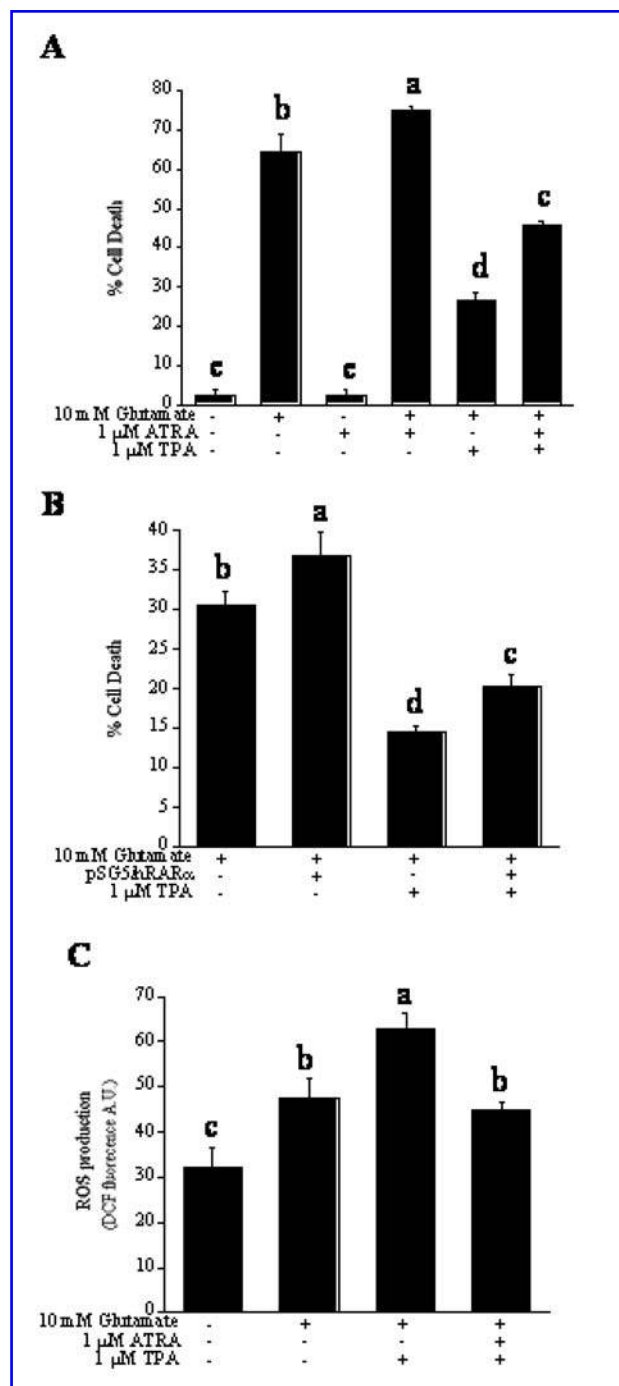 A
80
70
60
50
40
30
20
10
0
% Cell Death
c
b
c
a
d
c
10 mM Glutamate - + - + + +
1 μM ATRA - - + + - +
1 μM TPA - - - - + +
B
40
35
30
25
20
15
10
5
0
% Cell Death
b
a
d
c
10 mM Glutamate + + + +
pSG5/hRARα - + - +
1 μM TPA - - + +
C
70
60
50
40
30
20
10
0
ROS production
(DCF fluorecence A.U.)
c
b
a
b
10 mM Glutamate - + + +
1 μM ATRA - - - +
1 μM TPA - - + +